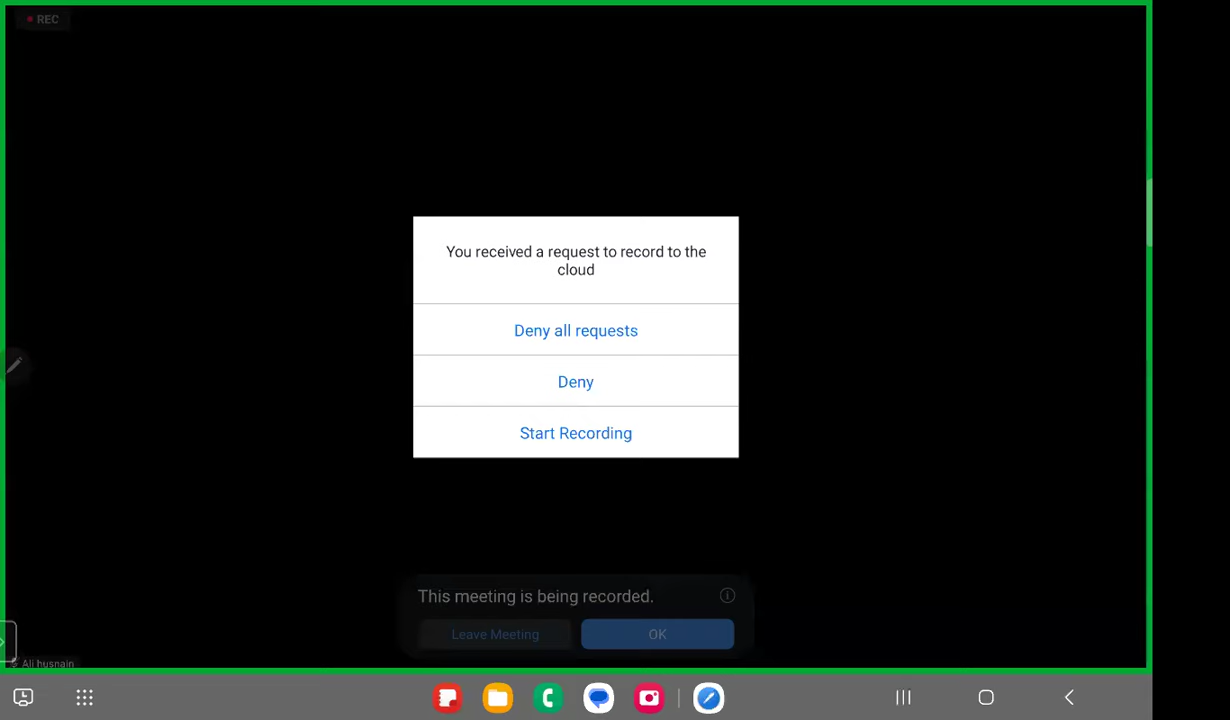 REC
You received a request to record to the
cloud
Deny all requests
Deny
Start Recording
This meeting is being recorded.
Leave Meeting
OK
Ali husnain